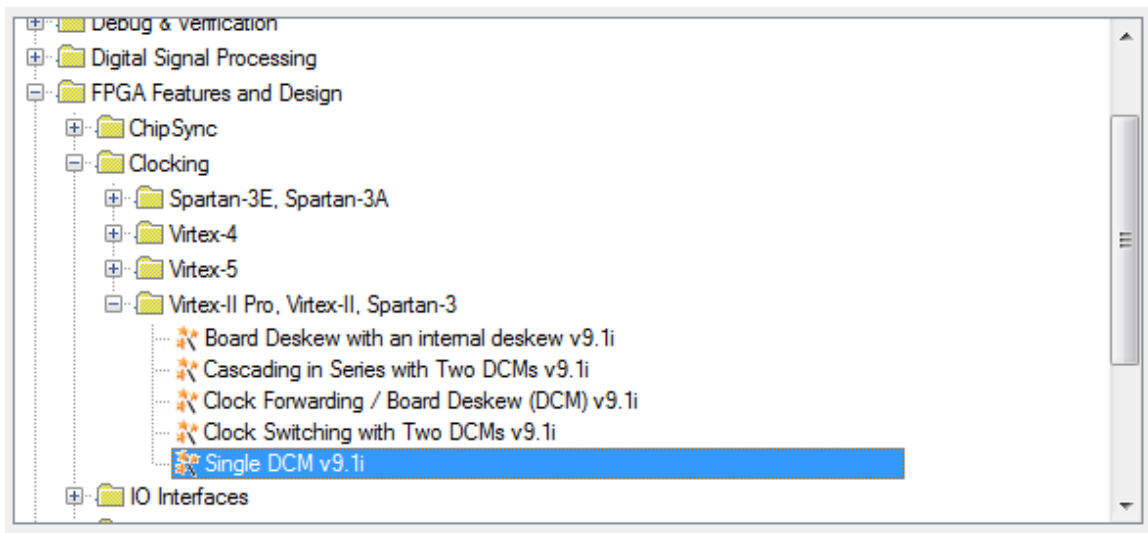 Debug & Verification
Digital Signal Processing
FPGA Features and Design
ChipSync
Clocking
Spartan-3E, Spartan-3A
Virtex-4
Virtex-5
Virtex-II Pro, Virtex-II, Spartan-3
Board Deskew with an internal deskew v9.1i
Cascading in Series with Two DCMs v9.1i
Clock Forwarding / Board Deskew (DCM) v9.1i
Clock Switching with Two DCMs v9.1i
Single DCM v9.1i
IO Interfaces